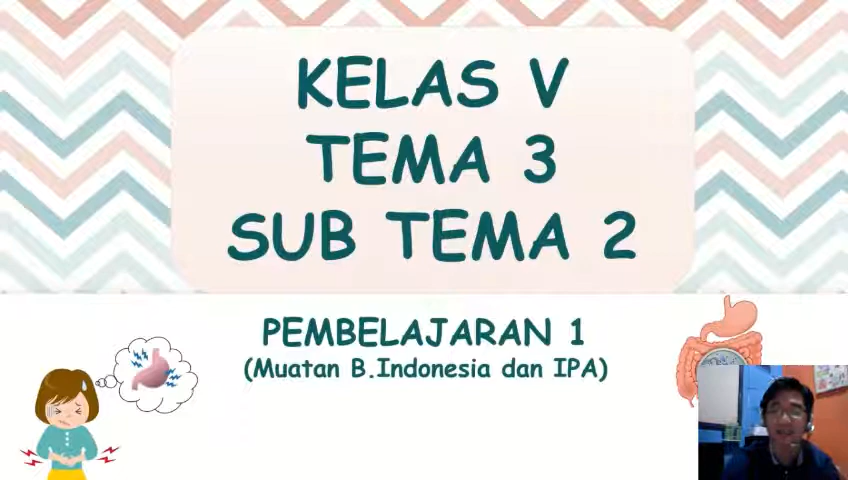 KELAS V
TEMA 3
SUB TEMA 2
PEMBELAJARAN 1
(Muatan B.Indonesia dan IPA)